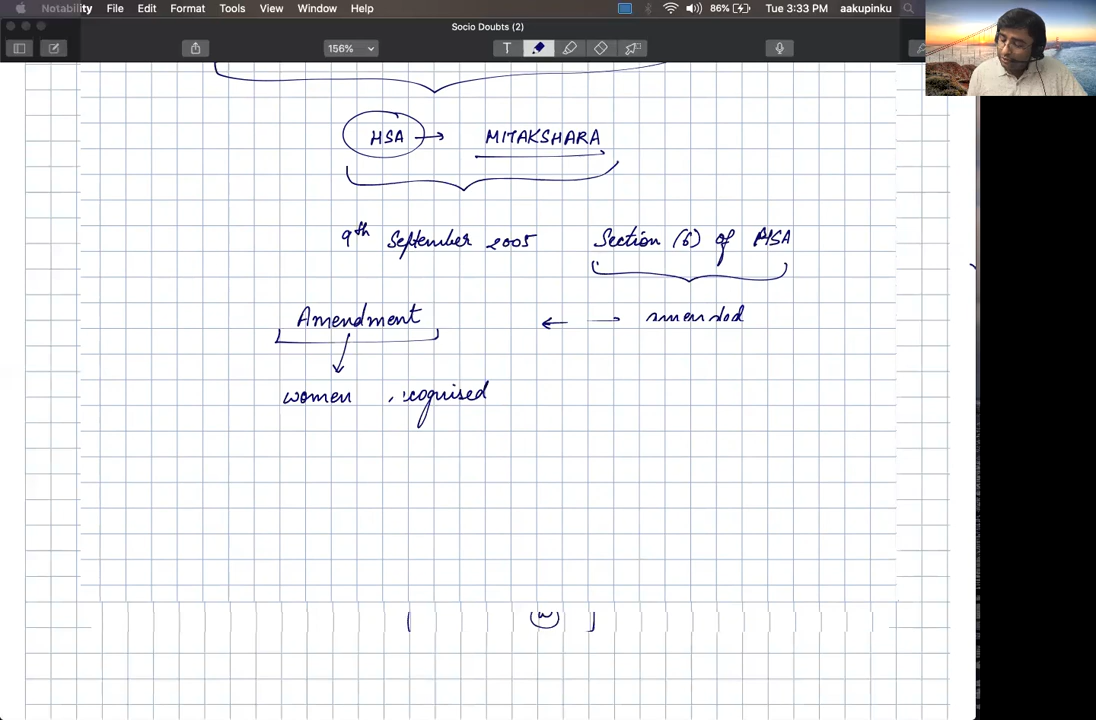 Notability File Edit Format Tools View Window Help 86% Tue 3:33 PM aakupinku
Socio Doubts (2)
156% T
HSA → MITAKSHARA
9th September 2005 Section (6) of HSA
Amendment ← → amended
women recognised